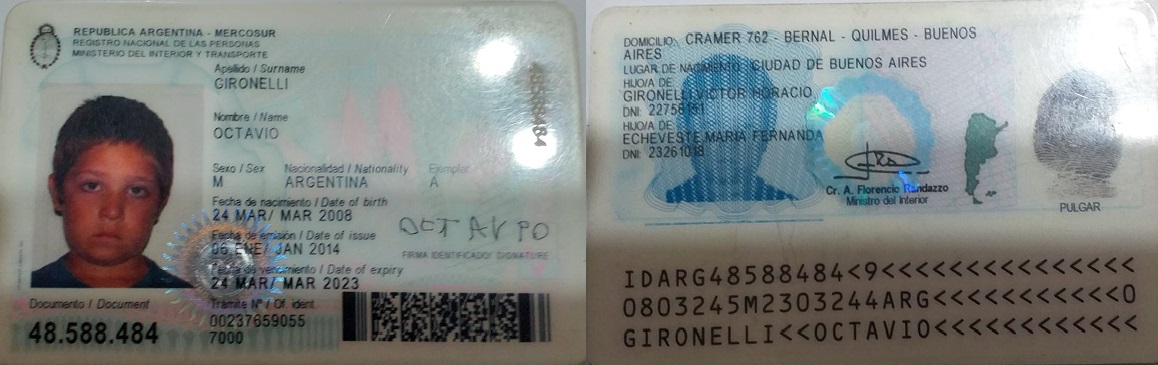 REPUBLICA ARGENTINA - MERCOSUR
REGISTRO NACIONAL DE LAS PERSONAS
MINISTERIO DEL INTERIOR Y TRANSPORTE
Apellido / Surname
GIRONELLI
Nombre / Name
OCTAVIO
Sexo / Sex Nacionalidad / Nationality Ejemplar
M ARGENTINA A
Fecha de nacimiento / Date of birth
24 MAR/ MAR 2008
Fecha de emisión / Date of issue
06 ENE/ JAN 2014
Fecha de vencimiento / Date of expiry
24 MAR/ MAR 2023
OCTAVPO
FIRMA IDENTIFICADO/ SIGNATURE
Documento / Document
48.588.484
Trámite Nº / Of. ident.
00237659055
7000
DOMICILIO: CRAMER 762 - BERNAL - QUILMES - BUENOS
AIRES
LUGAR DE NACIMIENTO: CIUDAD DE BUENOS AIRES
HIJO/A DE
GIRONELLI VICTOR HORACIO
DNI:
HIJO/A DE
ECHEVESTE MARIA FERNANDA
DNI:
Cr. A. Florencio Randazzo
Ministro del Interior
PULGAR
IDARG48588484<9<<<<<<<<<<<<<<<
0803245M2303244ARG<<<<<<<<<<<0
GIRONELLI<<OCTAVIO<<<<<<<<<<<<